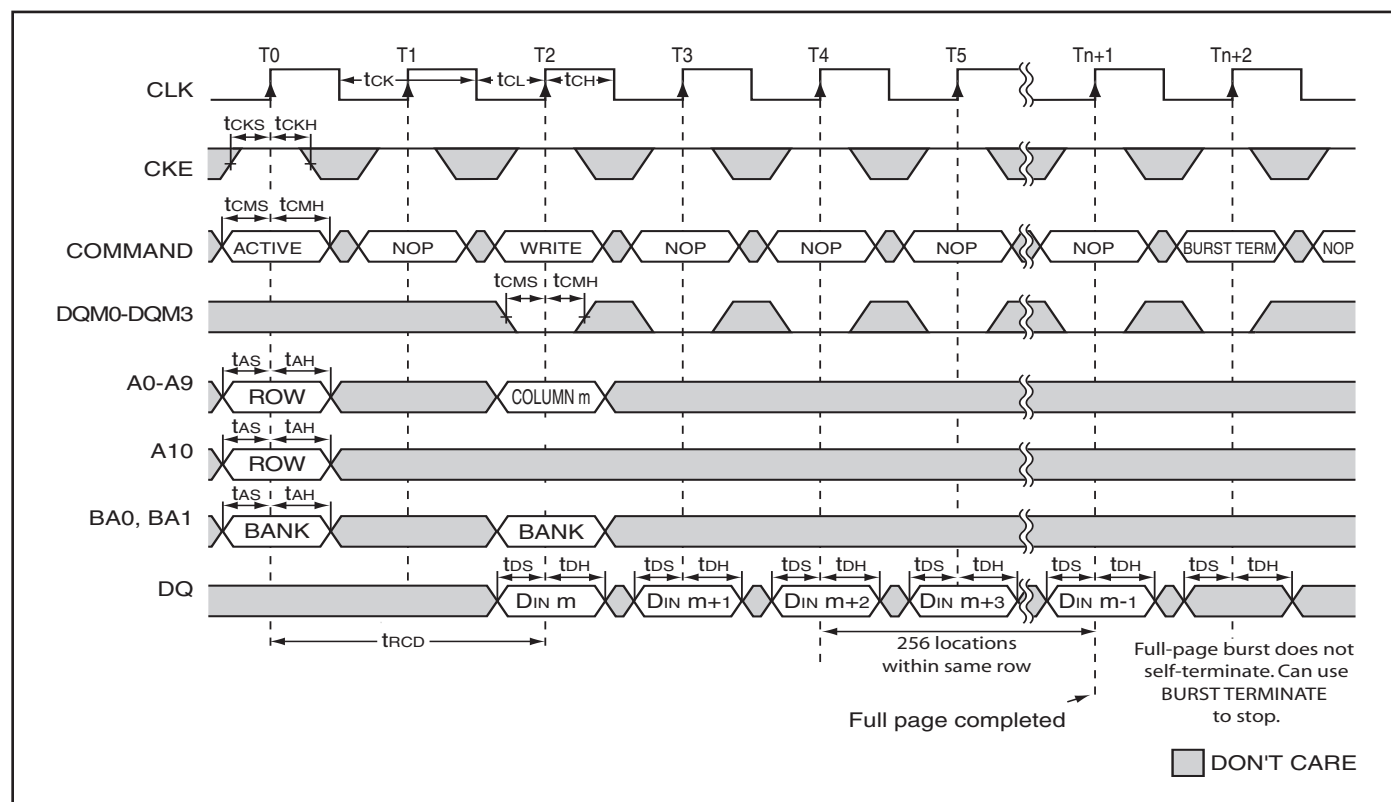 T0 T1 T2 T3 T4 T5 Tn+1 Tn+2
CLK
tCK tCL tCH
tCKS tCKH
CKE
tCMS tCMH
COMMAND
ACTIVE NOP WRITE NOP NOP NOP NOP BURST TERM NOP
tCMS tCMH
DQM0-DQM3
tAS tAH
A0-A9
ROW COLUMN m
tAS tAH
A10
ROW
tAS tAH
BA0, BA1
BANK BANK
tDS tDH tDS tDH tDS tDH tDS tDH tDS tDH tDS tDH
DQ
DIN m DIN m+1 DIN m+2 DIN m+3 DIN m-1
tRCD
256 locations
within same row
Full page completed
Full-page burst does not
self-terminate. Can use
BURST TERMINATE
to stop.
DON'T CARE